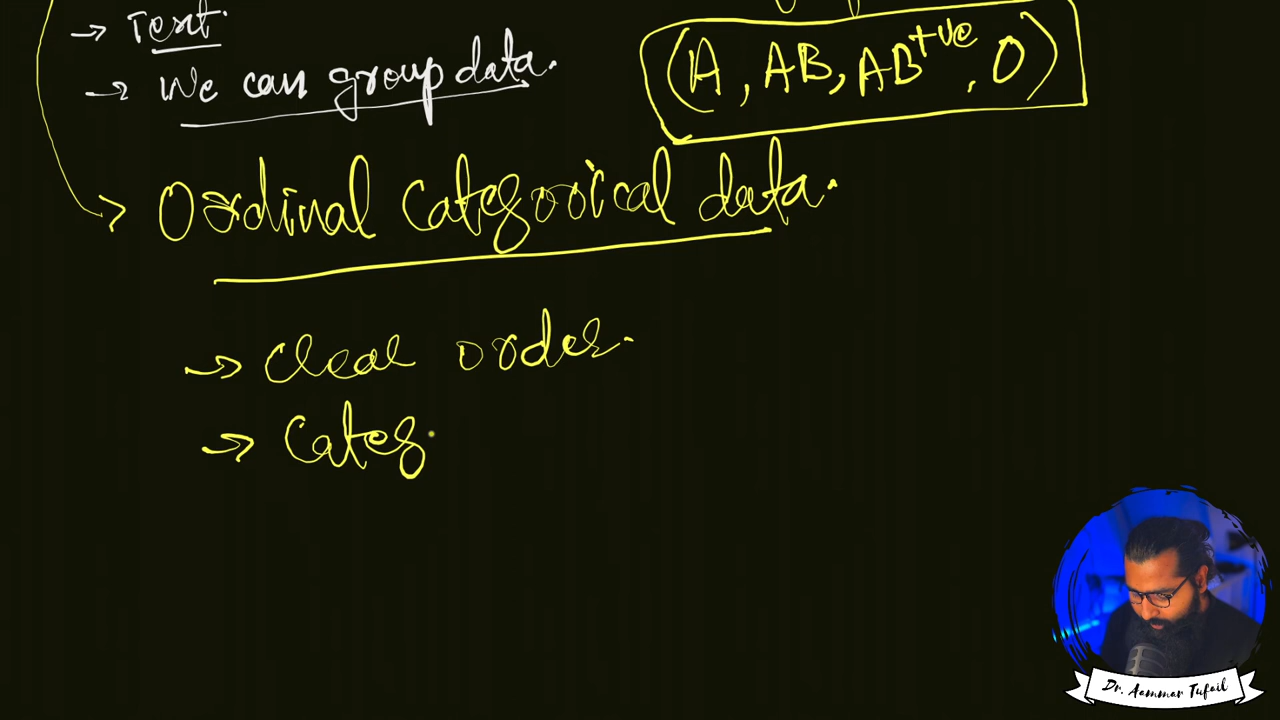 → Text.
→ We can group data.
(A, AB, AB+ve, O)
→ Ordinal Categorical data.
→ Clear order.
→ Categ
Dr. Aammar Tufail